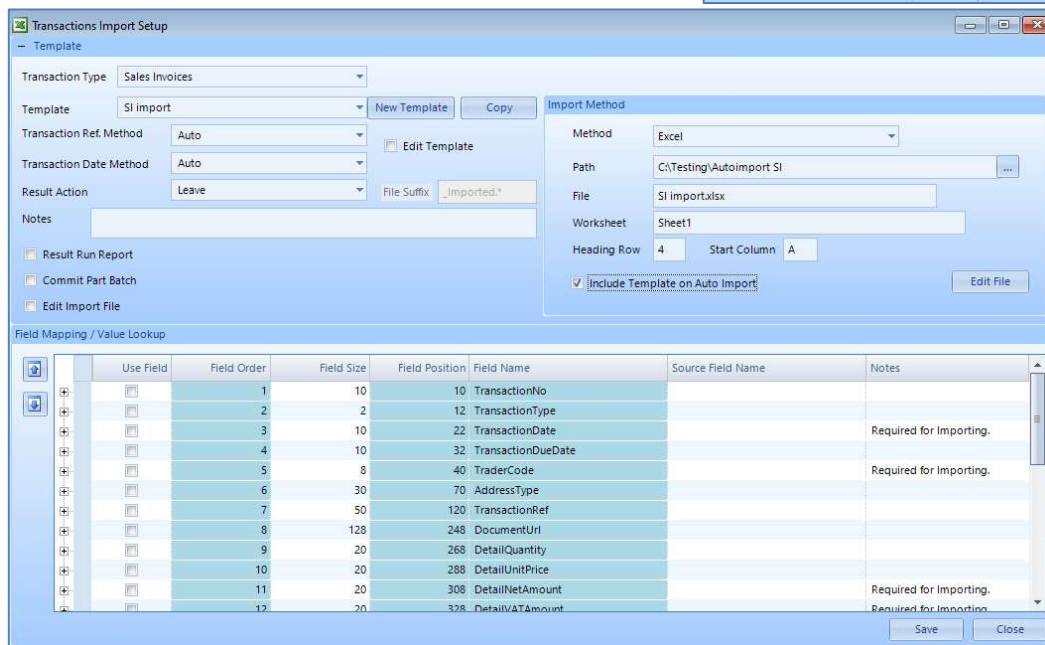 Transactions Import Setup
− Template
Transaction Type Sales Invoices
Template SI import New Template Copy
Transaction Ref. Method Auto Edit Template
Transaction Date Method Auto
Result Action Leave File Suffix _Imported.*
Notes
Result Run Report
Commit Part Batch
Edit Import File
Import Method
Method Excel
Path C:\Testing\Autoimport SI ...
File SI import.xlsx
Worksheet Sheet1
Heading Row 4 Start Column A
Include Template on Auto Import Edit File
Field Mapping / Value Lookup
Use Field Field Order Field Size Field Position Field Name Source Field Name Notes
1 10 10 TransactionNo
2 2 12 TransactionType
3 10 22 TransactionDate Required for Importing.
4 10 32 TransactionDueDate
5 8 40 TraderCode Required for Importing.
6 30 70 AddressType
7 50 120 TransactionRef
8 128 248 DocumentUrl
9 20 268 DetailQuantity
10 20 288 DetailUnitPrice
11 20 308 DetailNetAmount Required for Importing.
12 20 328 DetailVATAmount Required for Importing.
Save Close